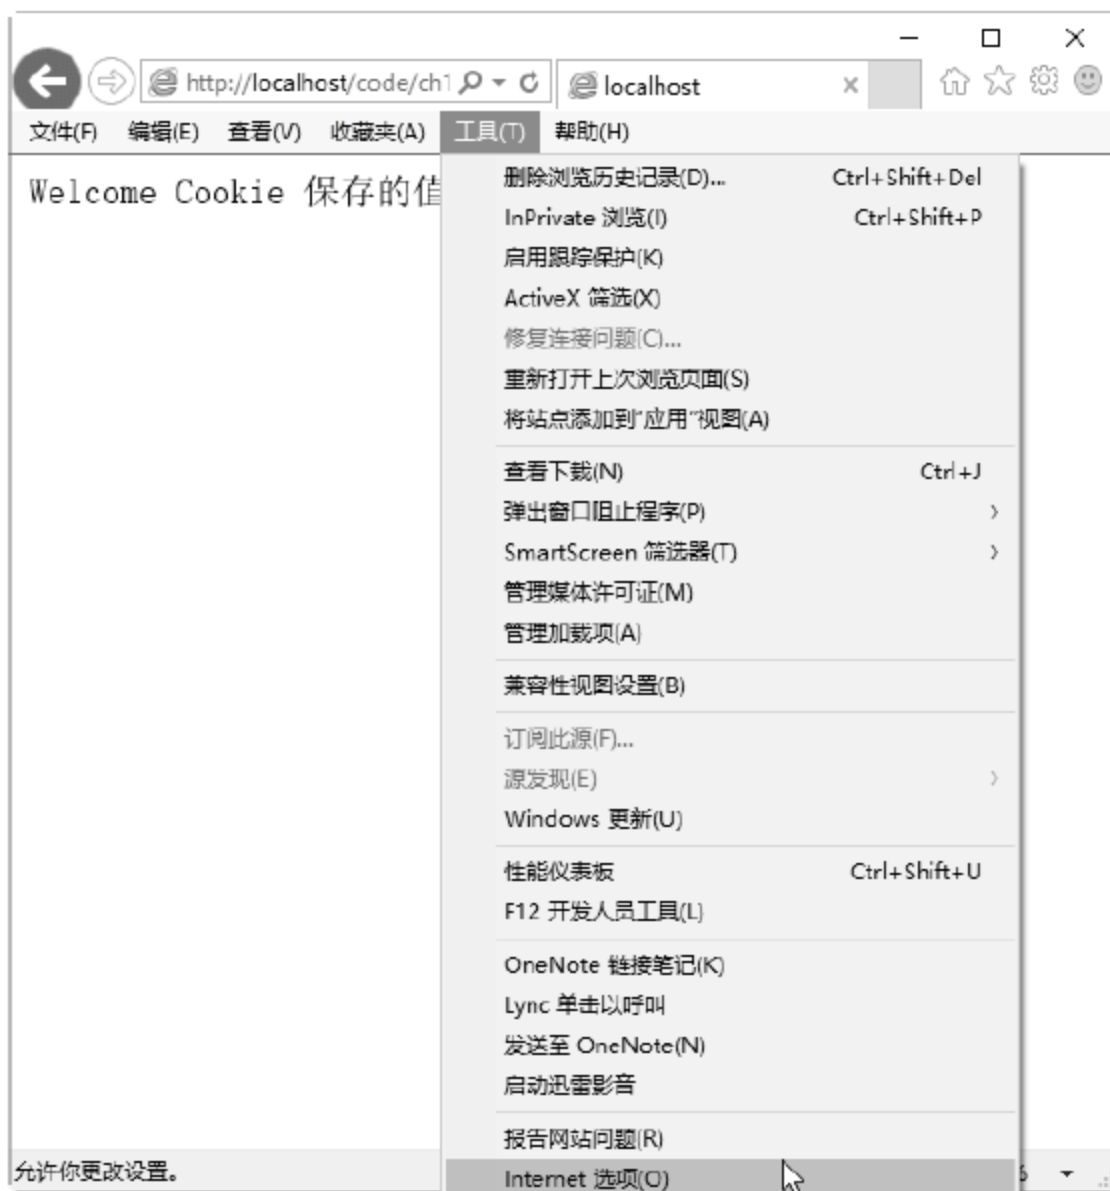 http://localhost/code/ch1
localhost
文件(F) 编辑(E) 查看(V) 收藏夹(A) 工具(T) 帮助(H)
Welcome Cookie 保存的值
删除浏览历史记录(D)... Ctrl+Shift+Del
InPrivate 浏览(I) Ctrl+Shift+P
启用跟踪保护(K)
ActiveX 筛选(X)
修复连接问题(C)...
重新打开上次浏览页面(S)
将站点添加到“应用”视图(A)
查看下载(N) Ctrl+J
弹出窗口阻止程序(P)
SmartScreen 筛选器(T)
管理媒体许可证(M)
管理加载项(A)
兼容性视图设置(B)
订阅此源(F)...
源发现(E)
Windows 更新(U)
性能仪表板 Ctrl+Shift+U
F12 开发人员工具(L)
OneNote 链接笔记(K)
Lync 单击以呼叫
发送至 OneNote(N)
启动迅雷影音
报告网站问题(R)
Internet 选项(O)
允许你更改设置。